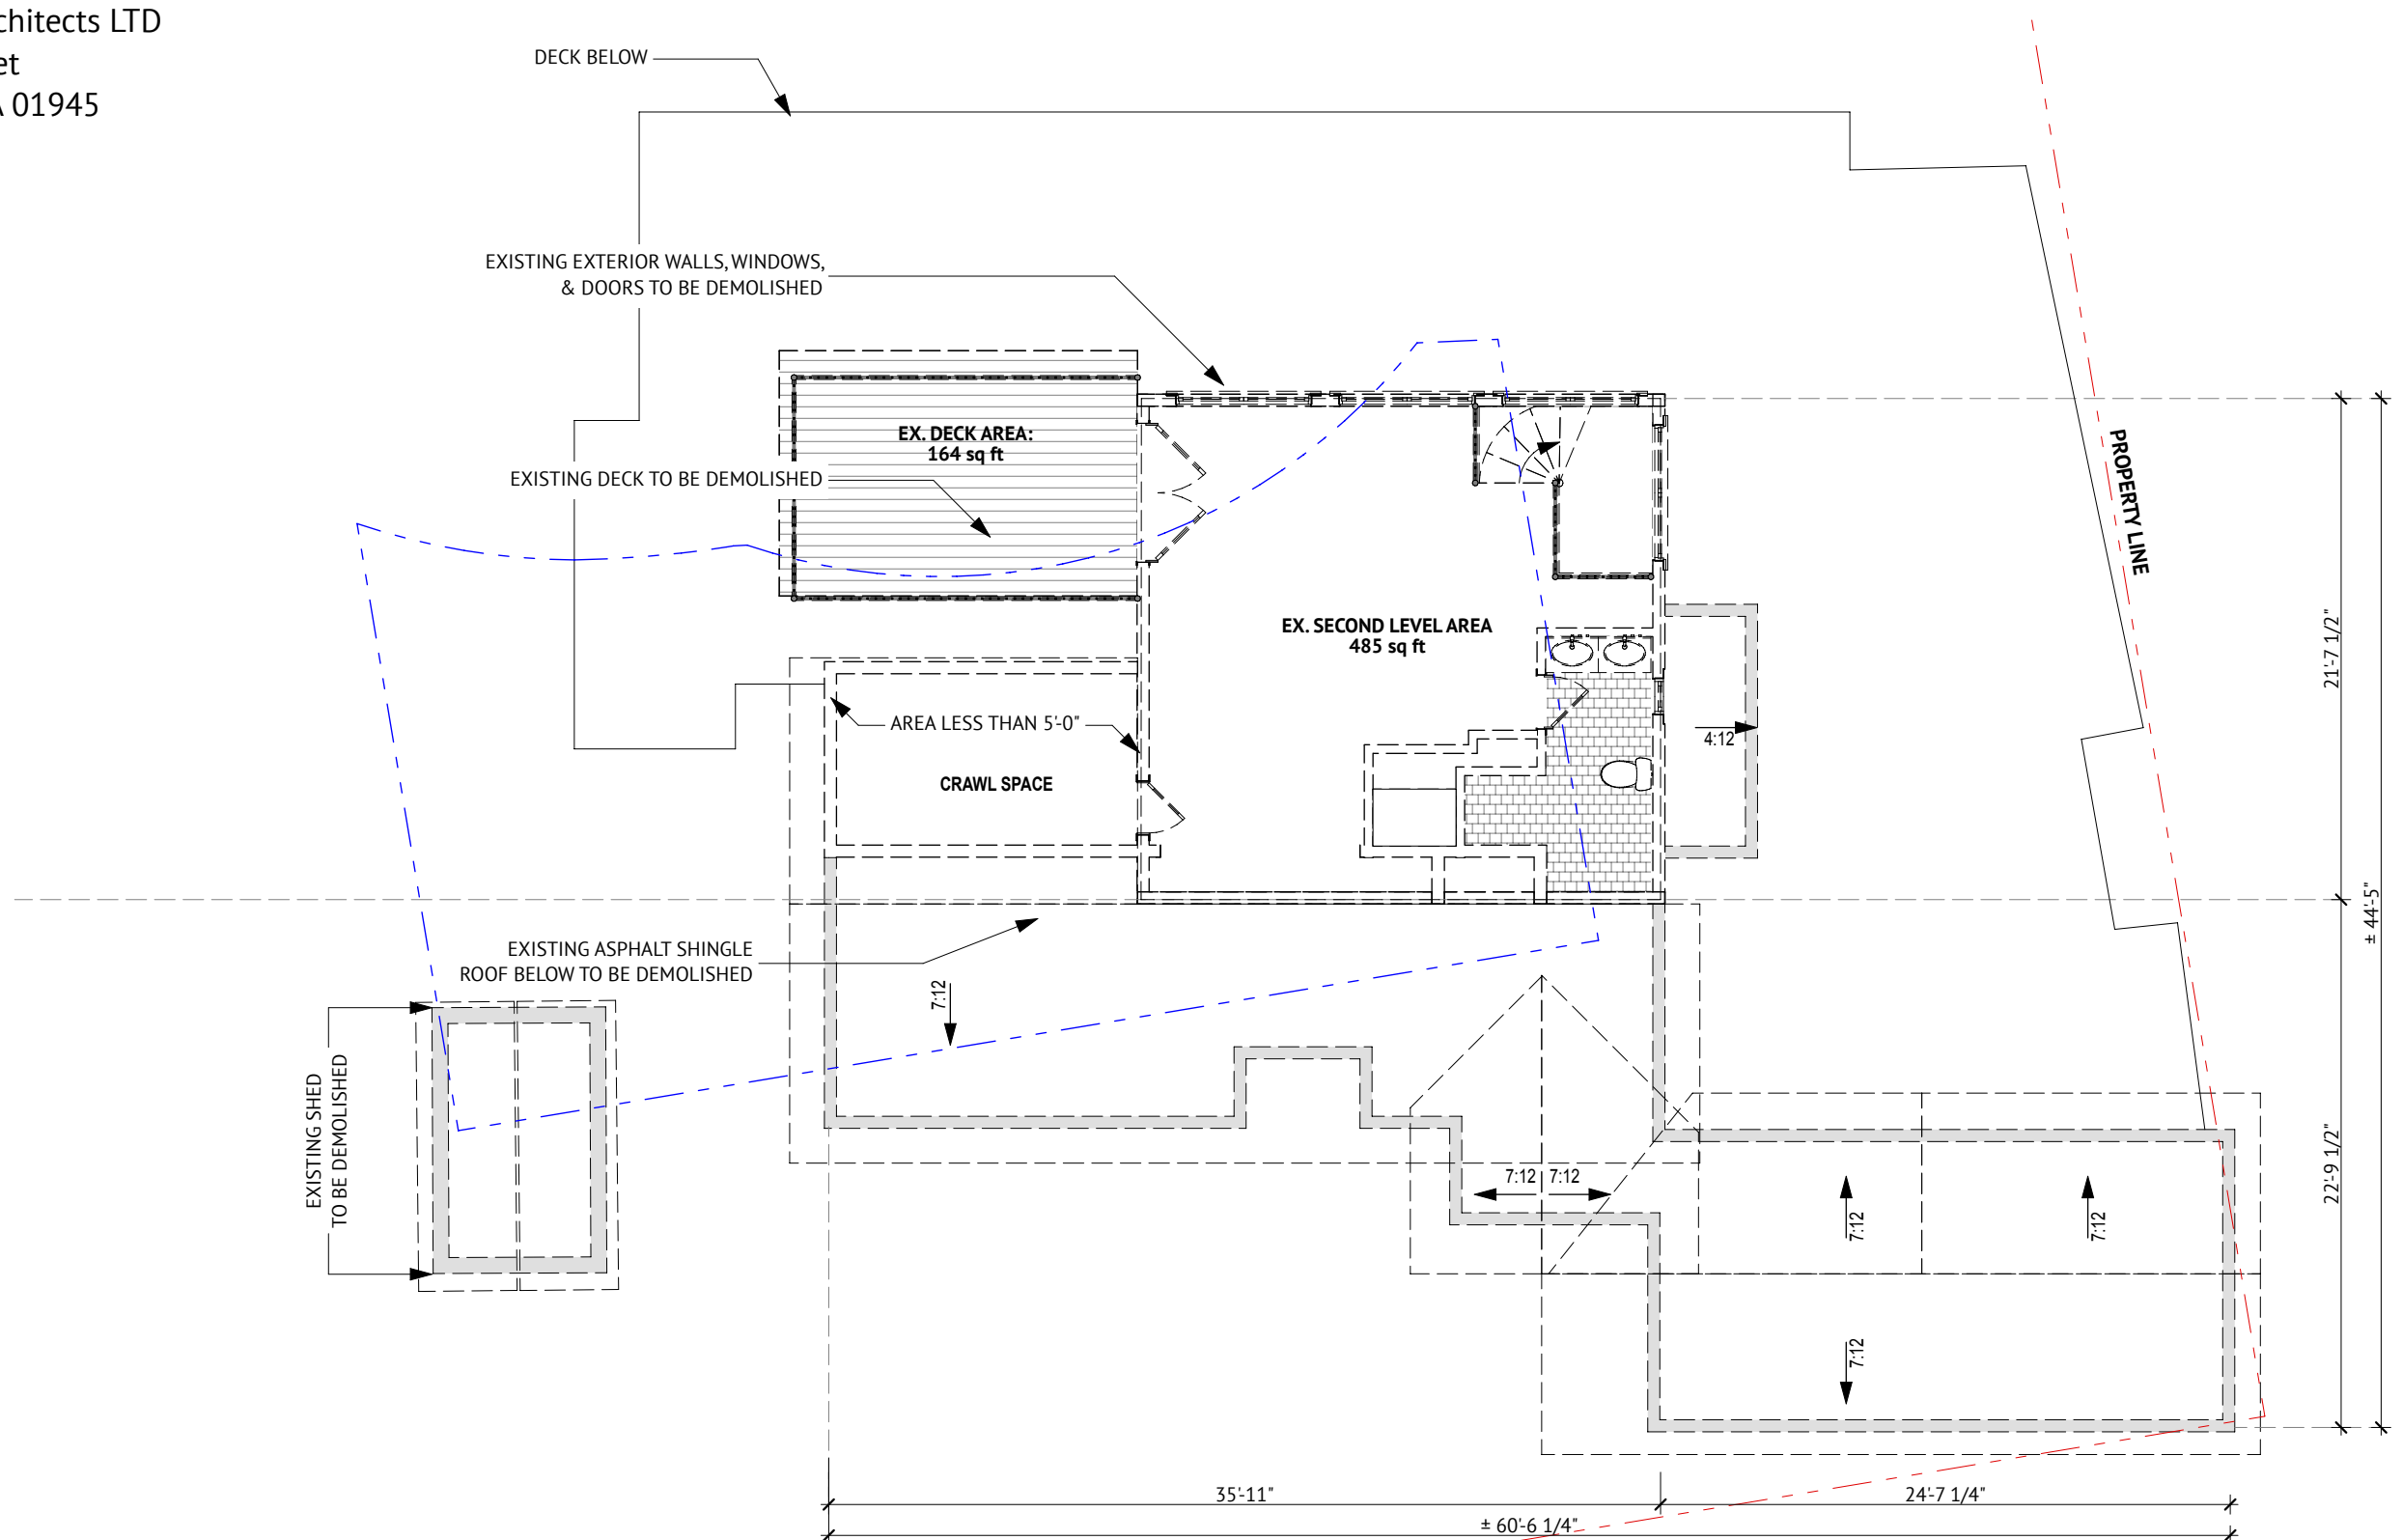 chitects LTD
et
A 01945
DECK BELOW
EXISTING EXTERIOR WALLS, WINDOWS,
& DOORS TO BE DEMOLISHED
EX. DECK AREA:
164 sq ft
EXISTING DECK TO BE DEMOLISHED
PROPERTY LINE
EX. SECOND LEVEL AREA
485 sq ft
21'-7 1/2"
AREA LESS THAN 5'-0"
4:12
CRAWL SPACE
± 44'-5"
EXISTING ASPHALT SHINGLE
ROOF BELOW TO BE DEMOLISHED
7:12
EXISTING SHED
TO BE DEMOLISHED
7:12 7:12
7:12
7:12
22'-9 1/2"
7:12
35'-11"
24'-7 1/4"
± 60'-6 1/4"